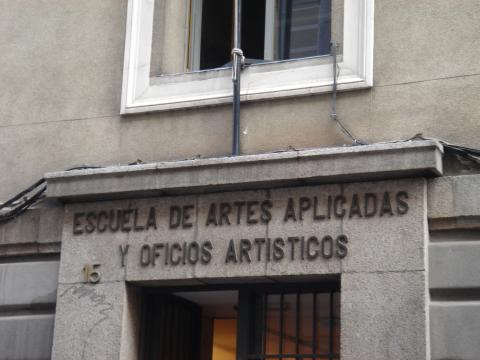 ESCUELA DE ARTES APLICADAS
Y OFICIOS ARTISTICOS
15